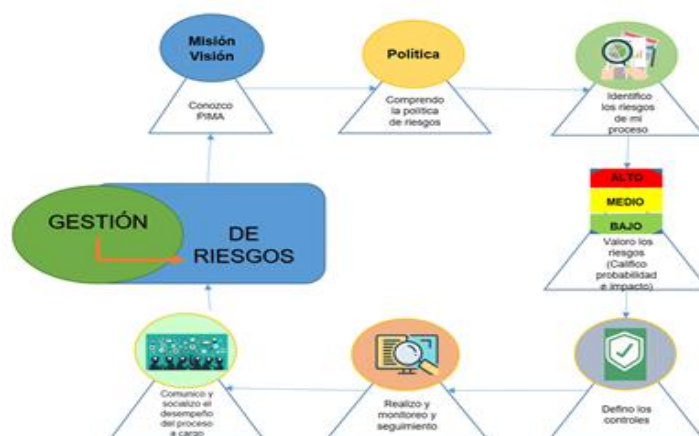 Misión
Visión
Conozco
PIMA
Política
Comprendo
la política
de riesgos
Identifico
los riesgos
de mi
proceso
ALTO
MEDIO
BAJO
Valoro los
riesgos
(Califico
probabilidad
e impacto)
Defino los
controles
Realizo y
monitoreo y
seguimiento
Comunico y
socializo el
desempeño
del proceso
a cargo
GESTIÓN
DE
RIESGOS